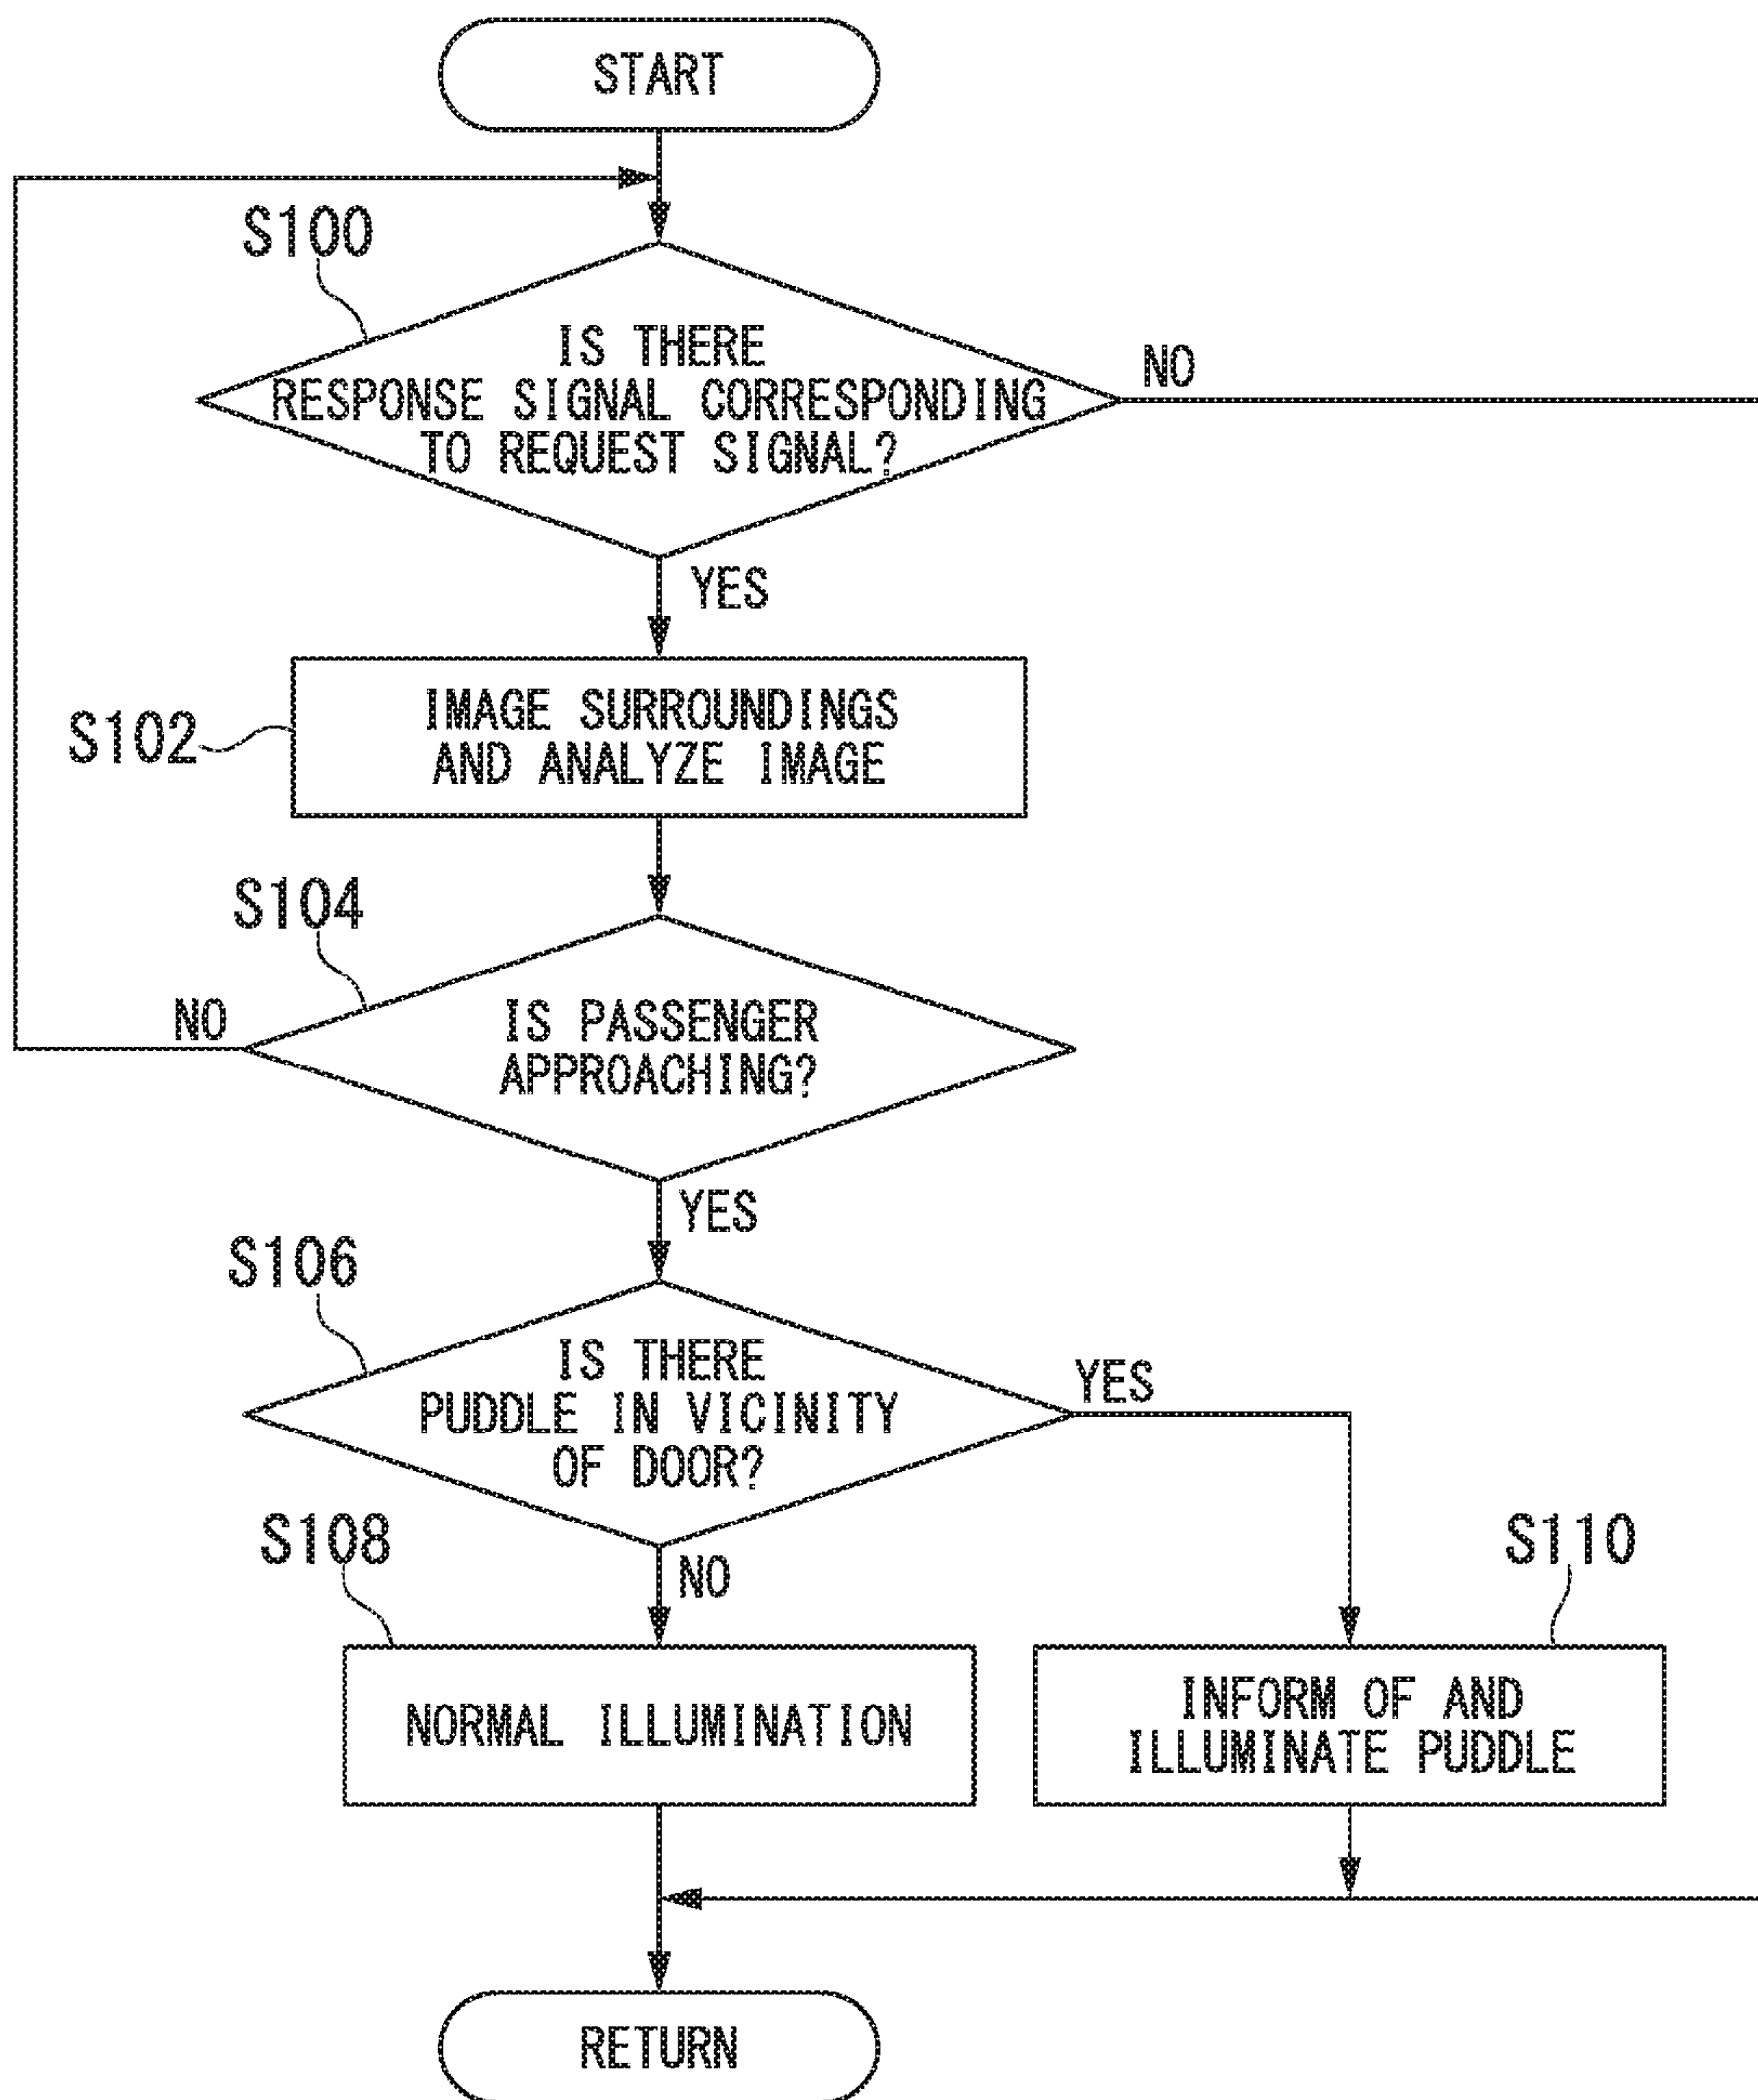 START
S100
IS THERE
RESPONSE SIGNAL CORRESPONDING
TO REQUEST SIGNAL?
NO
YES
S102
IMAGE SURROUNDINGS
AND ANALYZE IMAGE
S104
NO
IS PASSENGER
APPROACHING?
YES
S106
IS THERE
PUDDLE IN VICINITY
OF DOOR?
YES
S108
NO
S110
NORMAL ILLUMINATION
INFORM OF AND
ILLUMINATE PUDDLE
RETURN